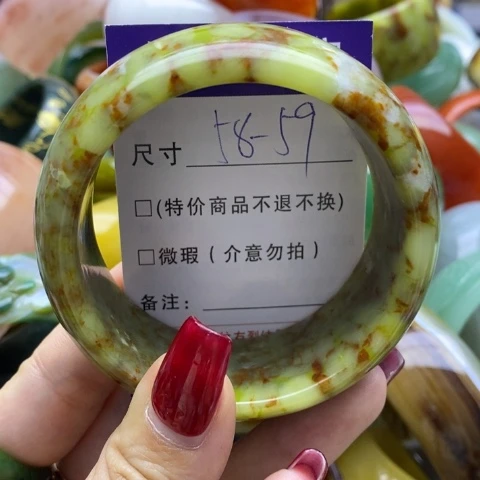 尺寸 58-59
□(特价商品不退不换)
□微瑕(介意勿拍)
备注: